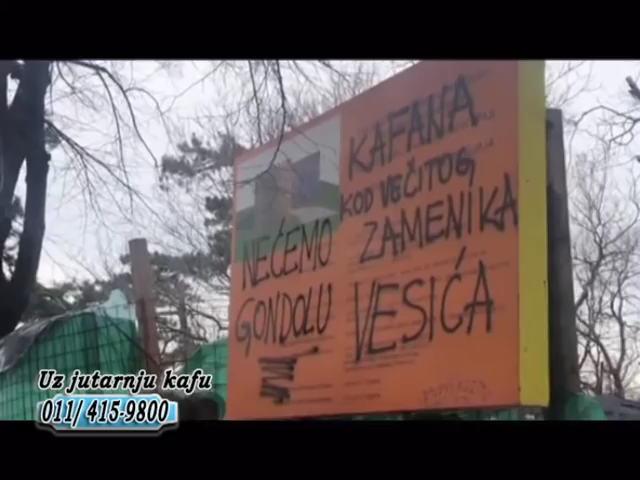 KAFANA
KOD VEČITOG
ZAMENIKA
VESIĆA
NEĆEMO
GONDOLU
Uz jutarnju kafu
011/ 415-9800